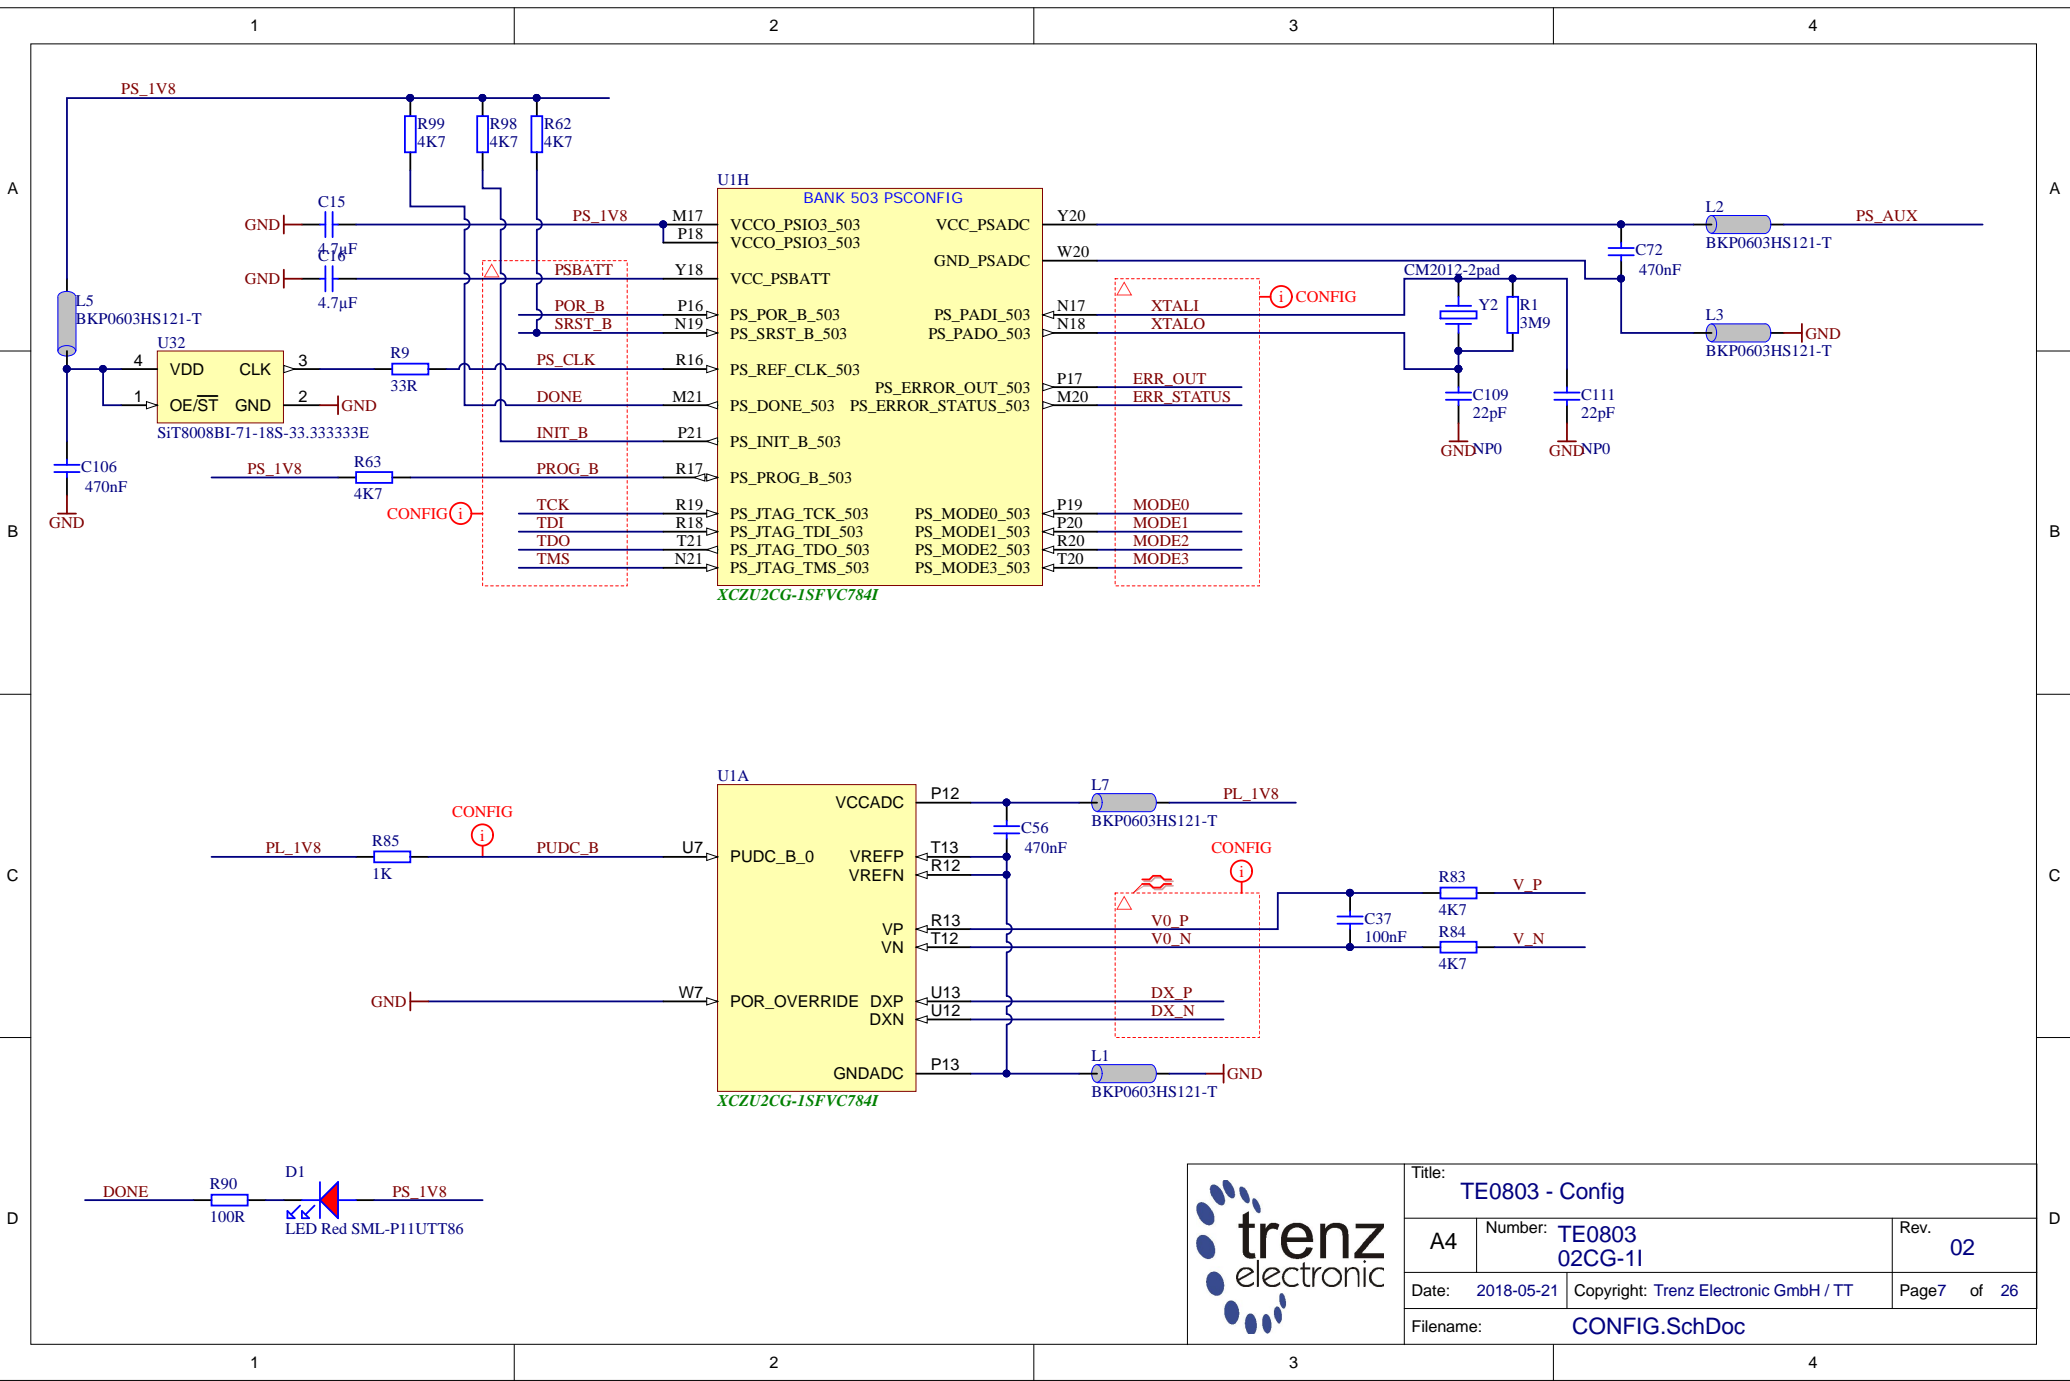 1 2 3 4
A A
B B
C C
D D
PS_1V8
R99
4K7
R98
4K7
R62
4K7
U1H
BANK 503 PSCONFIG
C15
4.7µF
GND
PS_1V8
M17
P18
VCCO_PSIO3_503
VCCO_PSIO3_503
C16
4.7µF
GND
PSBATT
Y18
VCC_PSBATT
POR_B
P16
PS_POR_B_503
SRST_B
N19
PS_SRST_B_503
L5
BKP0603HS121-T
U32
4
VDD
CLK
3
1
OE/ST
GND
2
GND
SiT8008BI-71-18S-33.333333E
R9
33R
PS_CLK
R16
PS_REF_CLK_503
DONE
M21
PS_DONE_503
INIT_B
P21
PS_INIT_B_503
C106
470nF
GND
PS_1V8
R63
4K7
PROG_B
R17
PS_PROG_B_503
CONFIG
i
TCK
R19
PS_JTAG_TCK_503
TDI
R18
PS_JTAG_TDI_503
TDO
T21
PS_JTAG_TDO_503
TMS
N21
PS_JTAG_TMS_503
XCZU2CG-1SFVC784I
VCC_PSADC
Y20
GND_PSADC
W20
PS_PADI_503
N17
XTALI
PS_PADO_503
N18
XTALO
PS_ERROR_OUT_503
P17
ERR_OUT
PS_ERROR_STATUS_503
M20
ERR_STATUS
PS_MODE0_503
P19
MODE0
PS_MODE1_503
P20
MODE1
PS_MODE2_503
R20
MODE2
PS_MODE3_503
T20
MODE3
i
CONFIG
CM2012-2pad
Y2
R1
3M9
C109
22pF
GND
NP0
C111
22pF
GND
NP0
L2
BKP0603HS121-T
PS_AUX
C72
470nF
L3
BKP0603HS121-T
GND
U1A
CONFIG
i
PL_1V8
R85
1K
PUDC_B
U7
PUDC_B_0
GND
W7
POR_OVERRIDE
VCCADC
P12
VREFP
T13
VREFN
R12
VP
R13
VN
T12
DXP
U13
DXN
U12
GNDADC
P13
XCZU2CG-1SFVC784I
L7
BKP0603HS121-T
PL_1V8
C56
470nF
CONFIG
i
V0_P
V0_N
DX_P
DX_N
C37
100nF
R83
4K7
V_P
R84
4K7
V_N
L1
BKP0603HS121-T
GND
DONE
R90
100R
D1
LED Red SML-P11UTT86
PS_1V8
trenz
electronic
Title:
TE0803 - Config
A4
Number: TE0803
02CG-1I
Rev.
02
Date: 2018-05-21
Copyright: Trenz Electronic GmbH / TT
Page7 of 26
Filename: CONFIG.SchDoc
1 2 3 4